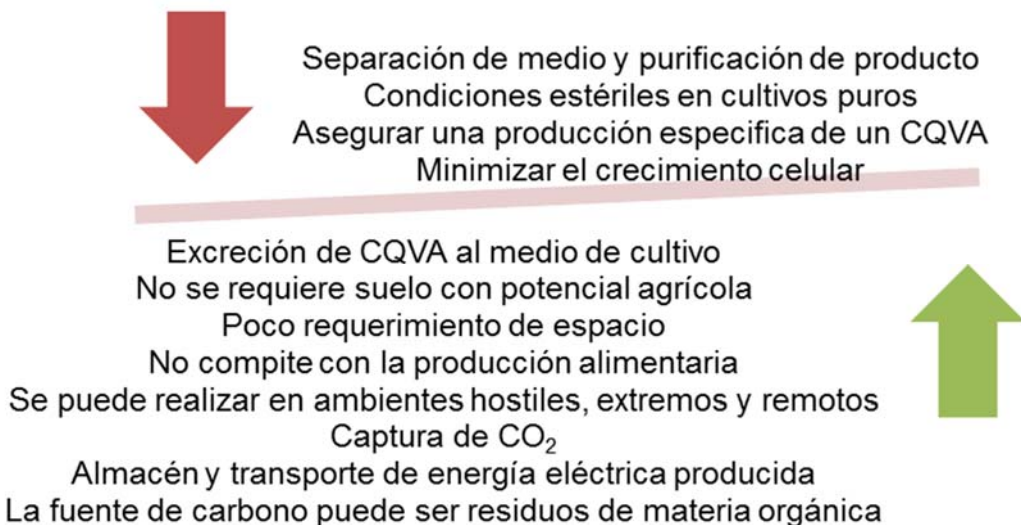 Separación de medio y purificación de producto
Condiciones estériles en cultivos puros
Asegurar una producción especifica de un CQVA
Minimizar el crecimiento celular
Excreción de CQVA al medio de cultivo
No se requiere suelo con potencial agrícola
Poco requerimiento de espacio
No compite con la producción alimentaria
Se puede realizar en ambientes hostiles, extremos y remotos
Captura de CO₂
Almacén y transporte de energía eléctrica producida
La fuente de carbono puede ser residuos de materia orgánica